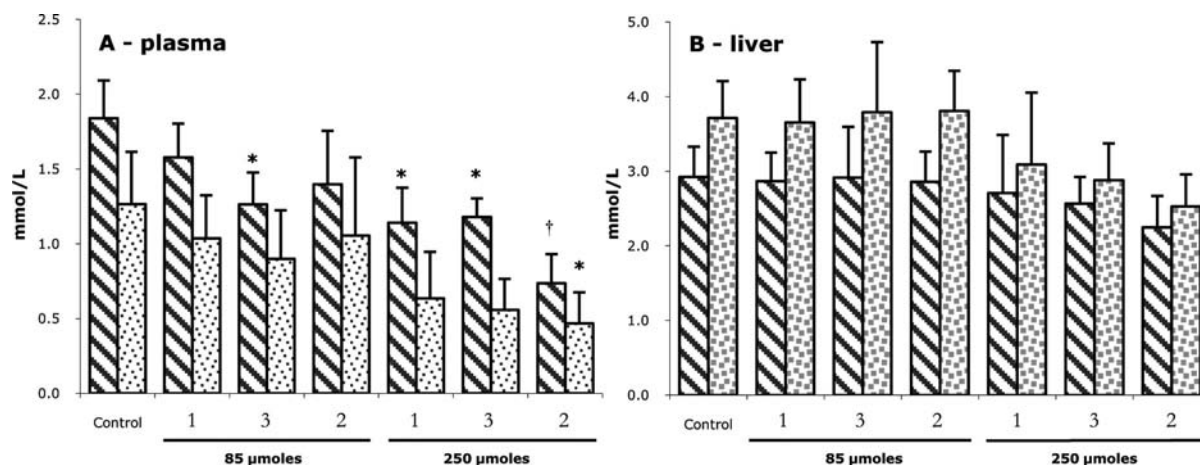 A - plasma
mmol/L
2.5
2.0
1.5
1.0
0.5
0.0
* * * † *
Control 1 3 2 1 3 2
85 µmoles 250 µmoles
B - liver
mmol/L
5.0
4.0
3.0
2.0
1.0
0.0
Control 1 3 2 1 3 2
85 µmoles 250 µmoles